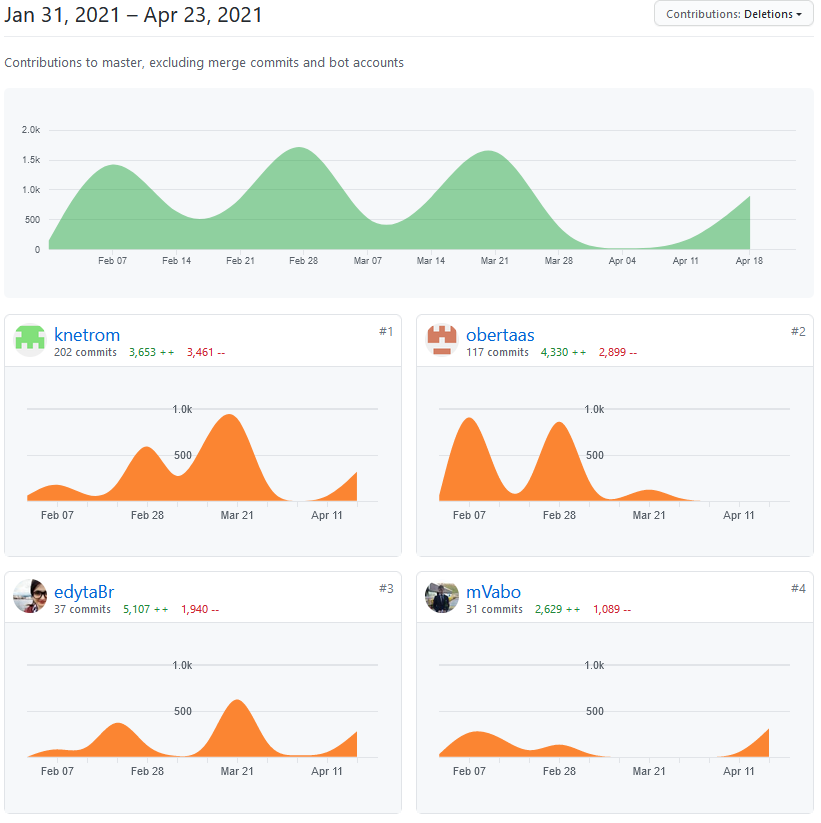 Jan 31, 2021 – Apr 23, 2021
Contributions: Deletions
Contributions to master, excluding merge commits and bot accounts
2.0k
1.5k
1.0k
500
0
Feb 07 Feb 14 Feb 21 Feb 28 Mar 07 Mar 14 Mar 21 Mar 28 Apr 04 Apr 11 Apr 18
knetrom #1
202 commits 3,653 ++ 3,461 --
1.0k
500
Feb 07 Feb 28 Mar 21 Apr 11
obertaas #2
117 commits 4,330 ++ 2,899 --
1.0k
500
Feb 07 Feb 28 Mar 21 Apr 11
edytaBr #3
37 commits 5,107 ++ 1,940 --
1.0k
500
Feb 07 Feb 28 Mar 21 Apr 11
mVabo #4
31 commits 2,629 ++ 1,089 --
1.0k
500
Feb 07 Feb 28 Mar 21 Apr 11